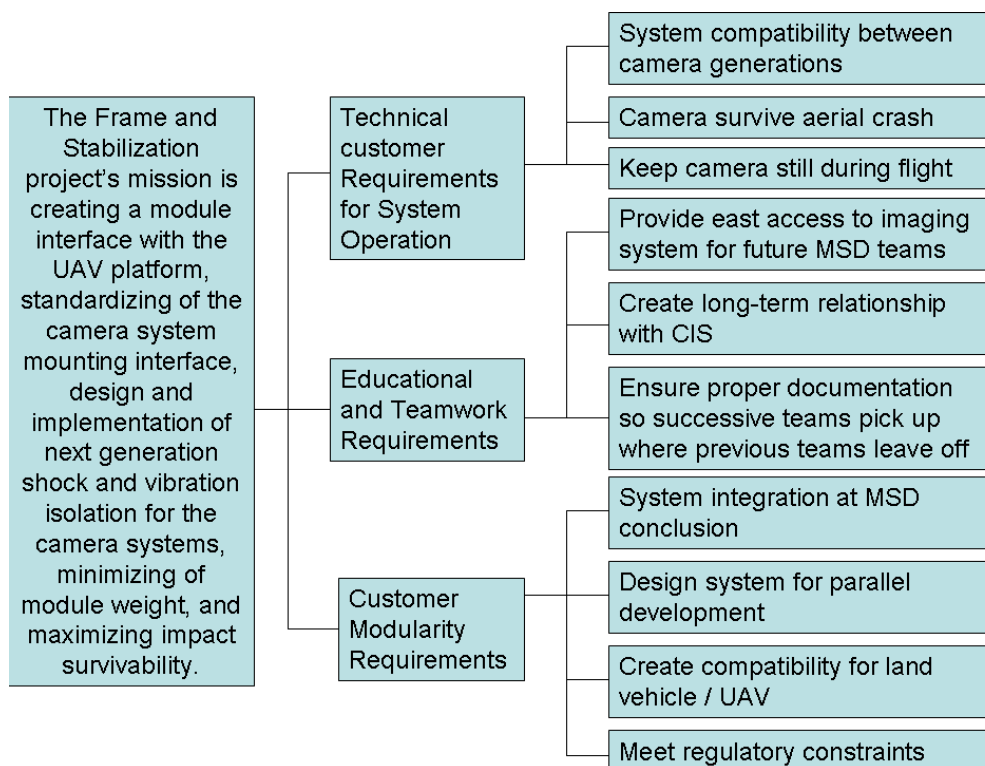 The Frame and
Stabilization
project's mission is
creating a module
interface with the
UAV platform,
standardizing of the
camera system
mounting interface,
design and
implementation of
next generation
shock and vibration
isolation for the
camera systems,
minimizing of
module weight, and
maximizing impact
survivability.
Technical
customer
Requirements
for System
Operation
System compatibility between
camera generations
Camera survive aerial crash
Keep camera still during flight
Educational
and Teamwork
Requirements
Provide east access to imaging
system for future MSD teams
Create long-term relationship
with CIS
Ensure proper documentation
so successive teams pick up
where previous teams leave off
Customer
Modularity
Requirements
System integration at MSD
conclusion
Design system for parallel
development
Create compatibility for land
vehicle / UAV
Meet regulatory constraints